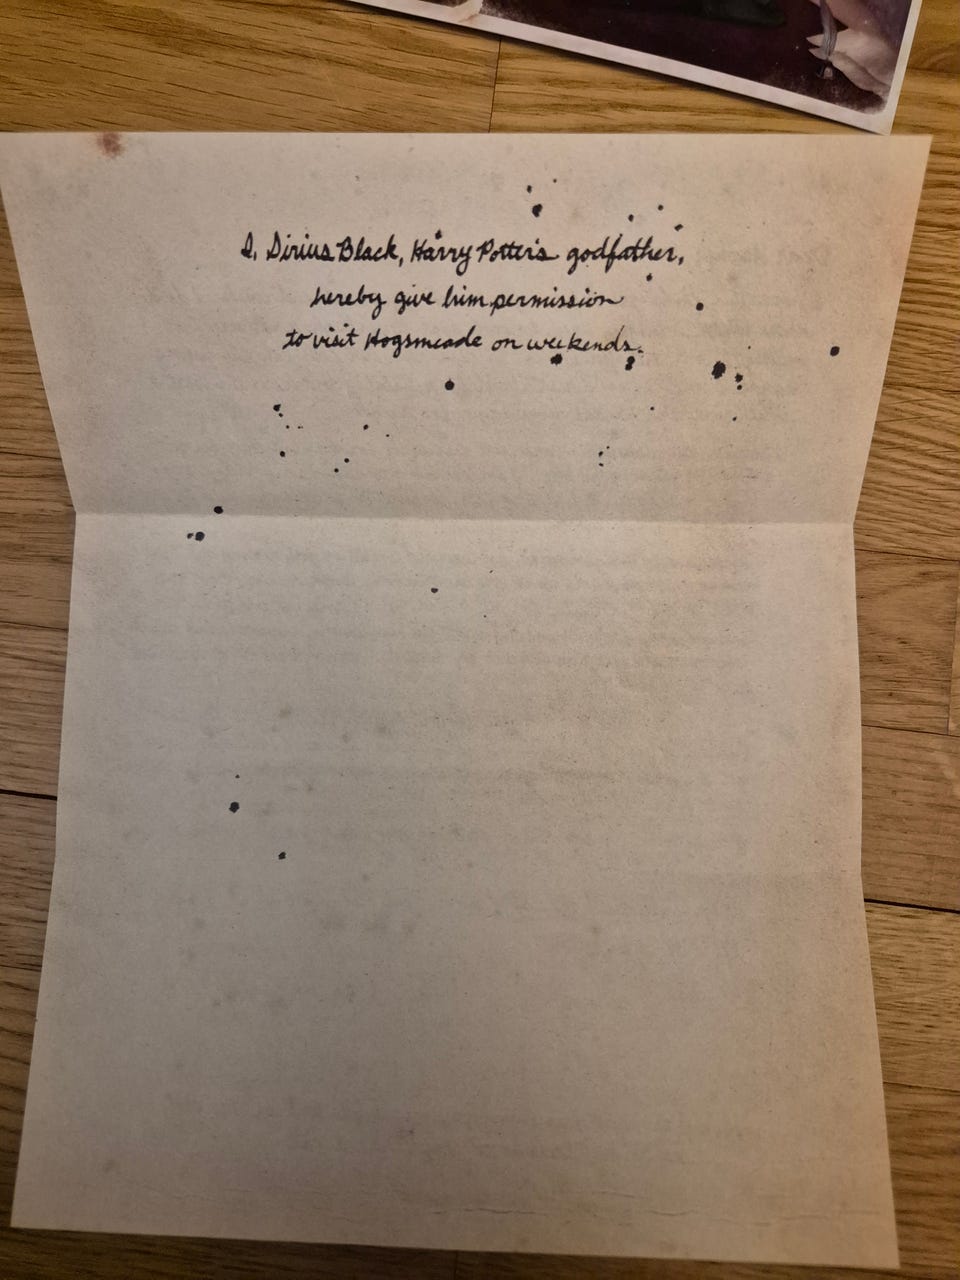 I, Sirius Black, Harry Potter's godfather,
hereby give him permission
to visit Hogsmeade on weekends.